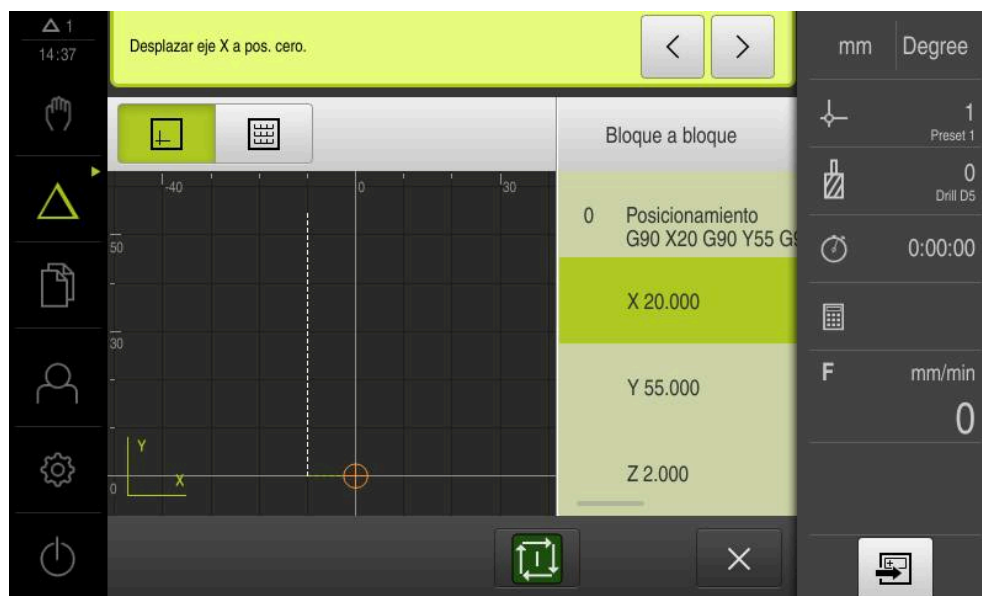 1
14:37
Desplazar eje X a pos. cero.
Bloque a bloque
-40
0
30
50
30
0
Y
X
0 Posicionamiento
G90 X20 G90 Y55 G9
X 20.000
Y 55.000
Z 2.000
mm Degree
1
Preset 1
0
Drill D5
0:00:00
F mm/min
0